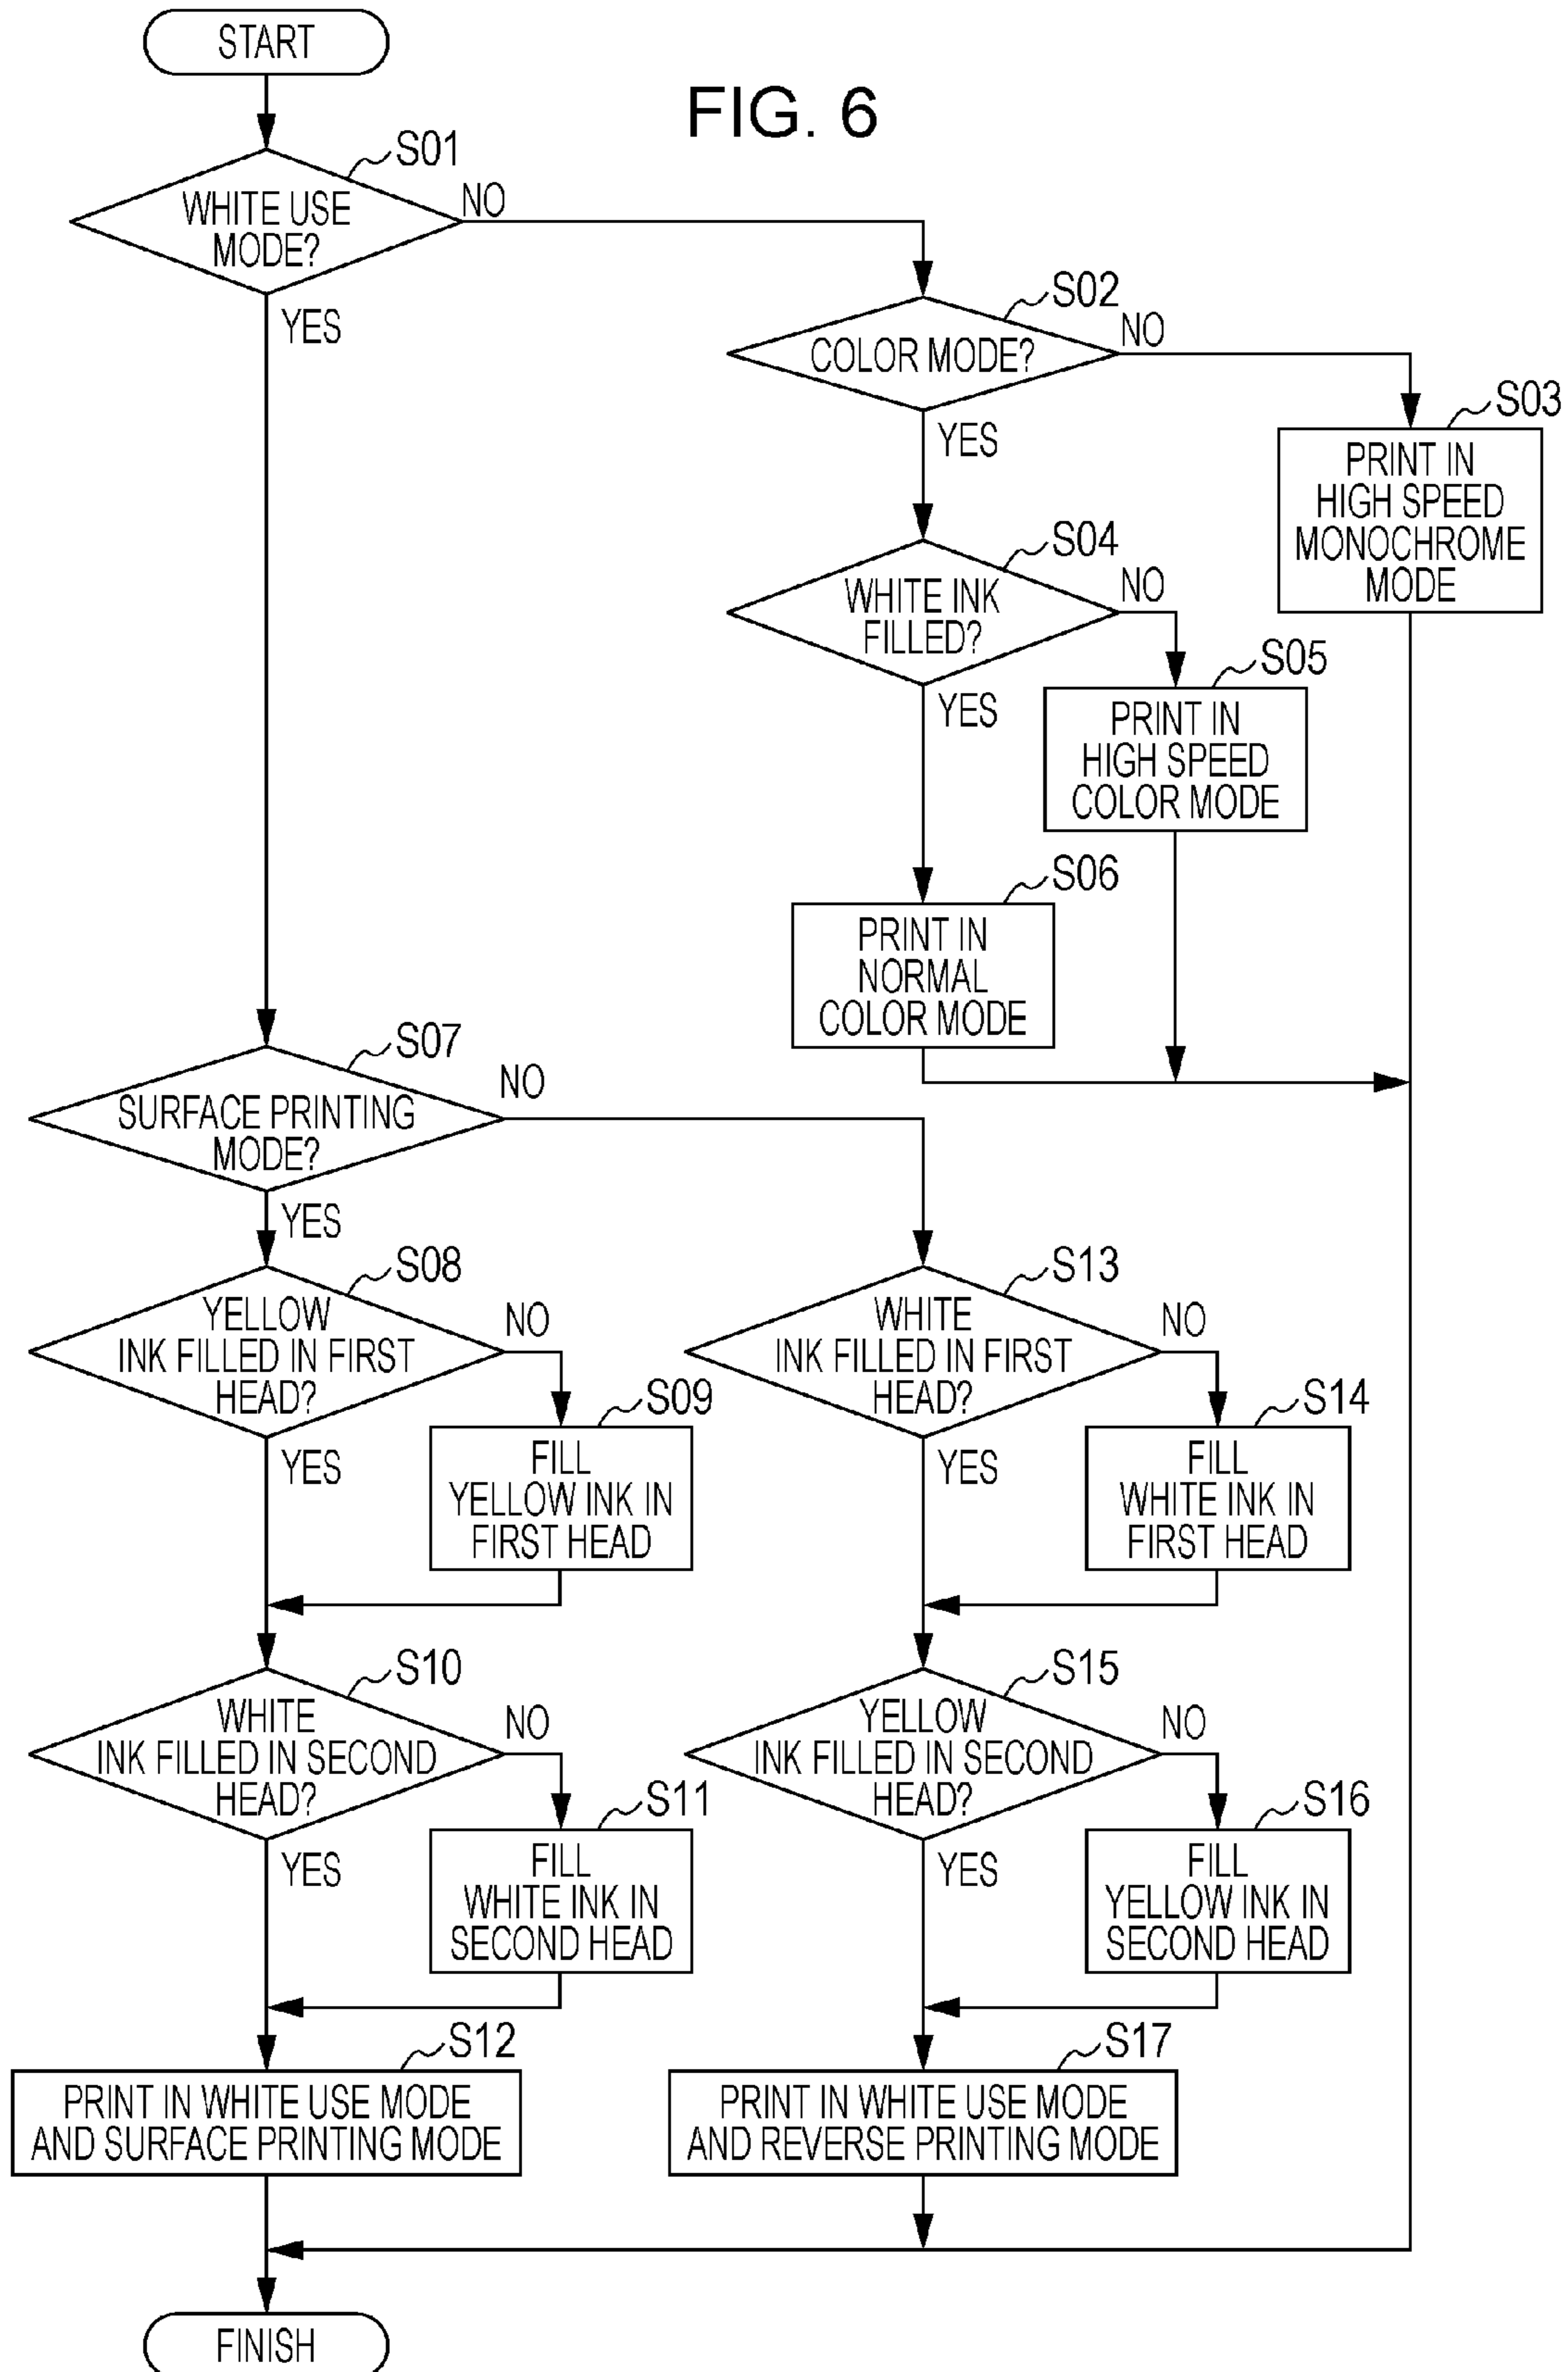 START
FIG. 6
S01
WHITE USE
MODE?
NO
YES
S02
COLOR MODE?
NO
YES
S03
PRINT IN
HIGH SPEED
MONOCHROME
MODE
S04
WHITE INK
FILLED?
NO
YES
S05
PRINT IN
HIGH SPEED
COLOR MODE
S06
PRINT IN
NORMAL
COLOR MODE
S07
SURFACE PRINTING
MODE?
NO
YES
S08
YELLOW
INK FILLED IN FIRST
HEAD?
NO
YES
S09
FILL
YELLOW INK IN
FIRST HEAD
S13
WHITE
INK FILLED IN FIRST
HEAD?
NO
YES
S14
FILL
WHITE INK IN
FIRST HEAD
S10
WHITE
INK FILLED IN SECOND
HEAD?
NO
YES
S11
FILL
WHITE INK IN
SECOND HEAD
S15
YELLOW
INK FILLED IN SECOND
HEAD?
NO
YES
S16
FILL
YELLOW INK IN
SECOND HEAD
S12
PRINT IN WHITE USE MODE
AND SURFACE PRINTING MODE
S17
PRINT IN WHITE USE MODE
AND REVERSE PRINTING MODE
FINISH